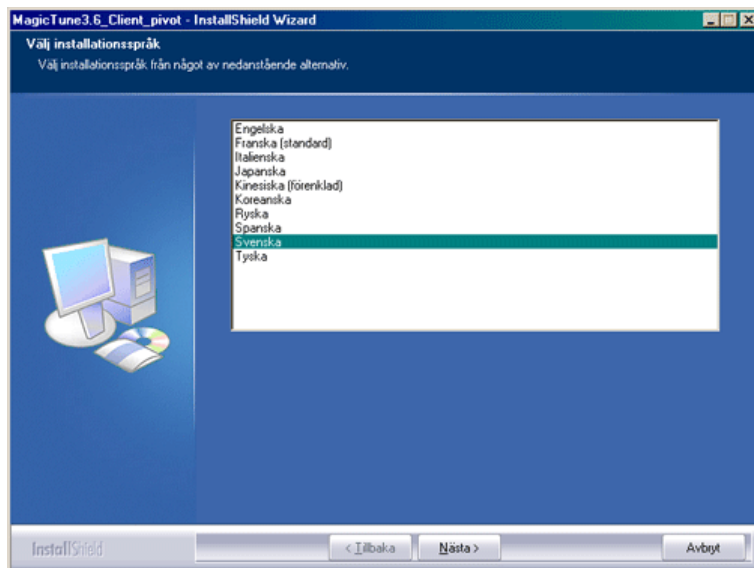 MagicTune3.6_Client_pivot - InstallShield Wizard
Välj installationsspråk
Välj installationsspråk från något av nedanstående alternativ.
Engelska
Franska (standard)
Italienska
Japanska
Kinesiska (förenklad)
Koreanska
Ryska
Spanska
Svenska
Tyska
InstallShield
< Tillbaka
Nästa >
Avbryt